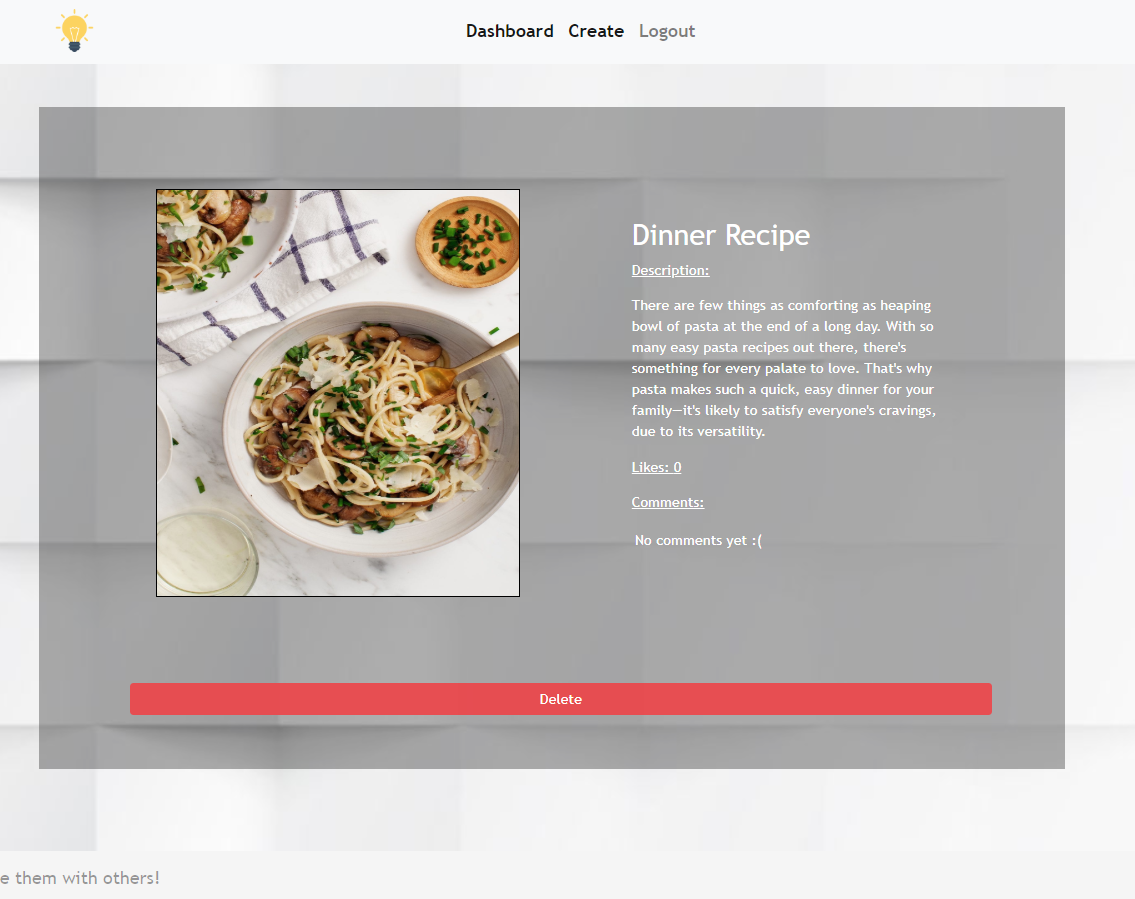 Dashboard Create Logout
Dinner Recipe
Description:
There are few things as comforting as heaping
bowl of pasta at the end of a long day. With so
many easy pasta recipes out there, there's
something for every palate to love. That's why
pasta makes such a quick, easy dinner for your
family—it's likely to satisfy everyone's cravings,
due to its versatility.
Likes: 0
Comments:
No comments yet :(
Delete
e them with others!